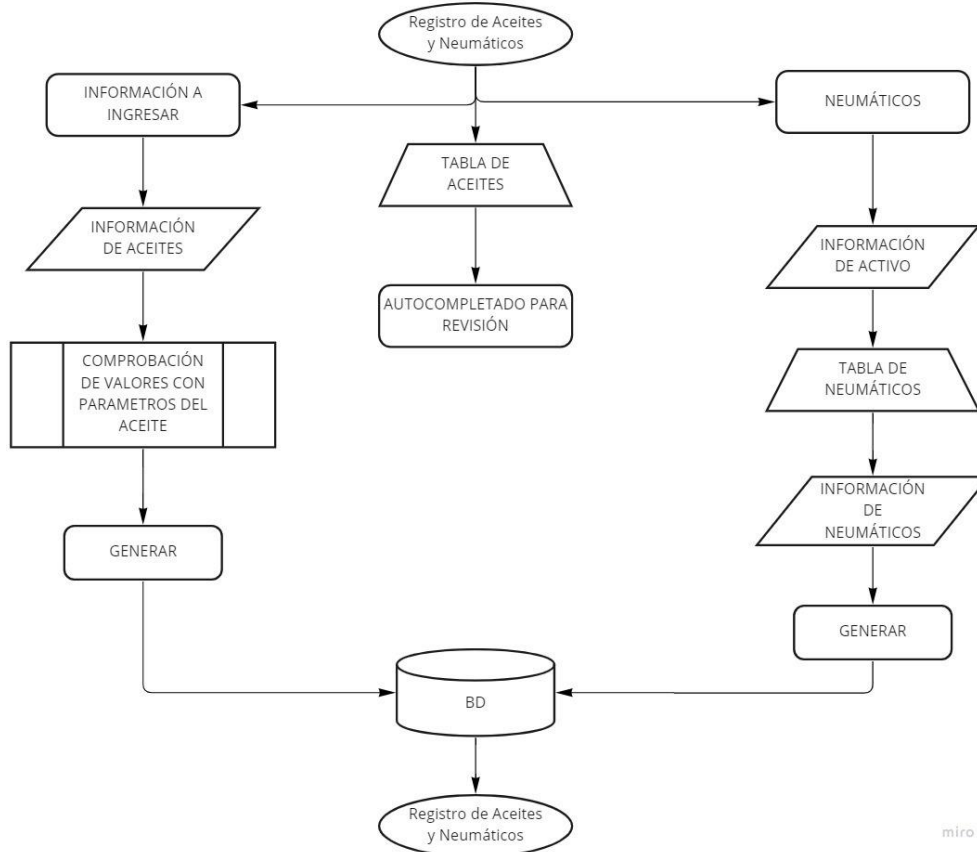 Registro de Aceites
y Neumáticos
INFORMACIÓN A
INGRESAR
NEUMÁTICOS
TABLA DE
ACEITES
INFORMACIÓN
DE ACEITES
INFORMACIÓN
DE ACTIVO
AUTOCOMPLETADO PARA
REVISIÓN
COMPROBACIÓN
DE VALORES CON
PARAMETROS DEL
ACEITE
TABLA DE
NEUMÁTICOS
INFORMACIÓN
DE
NEUMÁTICOS
GENERAR
GENERAR
BD
Registro de Aceites
y Neumáticos
miro